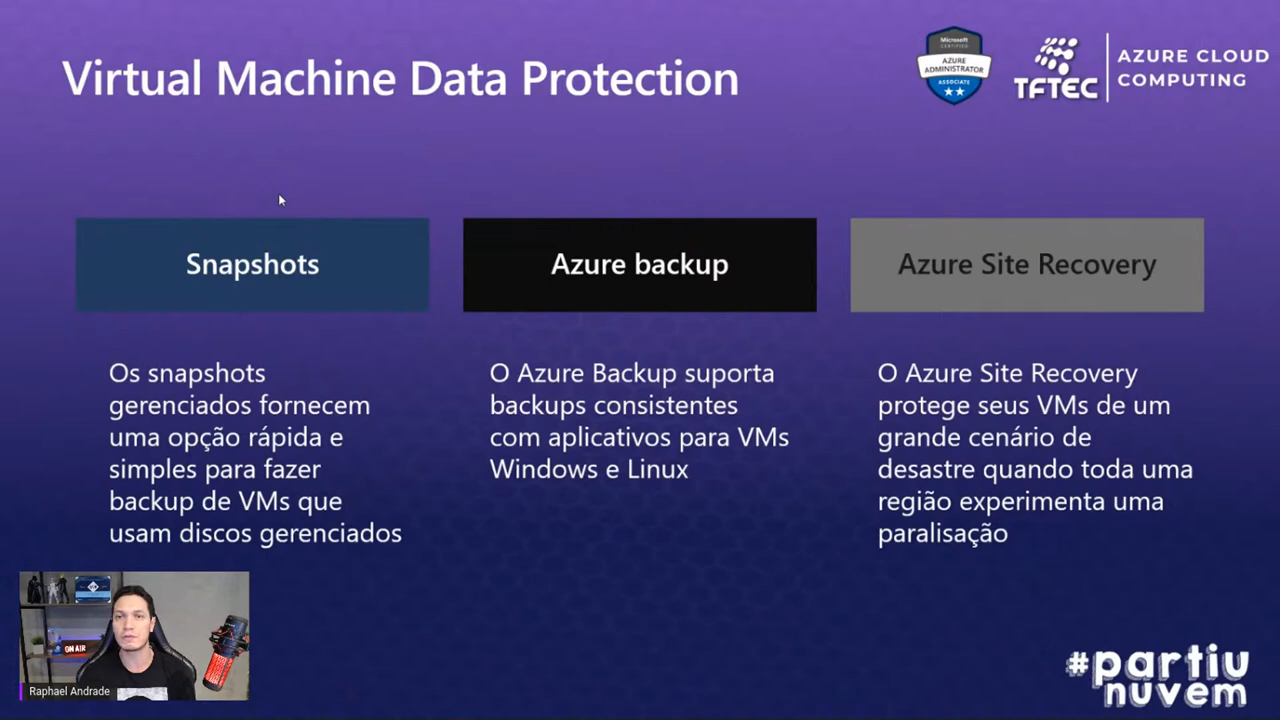 Virtual Machine Data Protection
Microsoft
CERTIFIED
AZURE
ADMINISTRATOR
ASSOCIATE
TFTEC
AZURE CLOUD
COMPUTING
Snapshots
Azure backup
Azure Site Recovery
Os snapshots
gerenciados fornecem
uma opção rápida e
simples para fazer
backup de VMs que
usam discos gerenciados
O Azure Backup suporta
backups consistentes
com aplicativos para VMs
Windows e Linux
O Azure Site Recovery
protege seus VMs de um
grande cenário de
desastre quando toda uma
região experimenta uma
paralisação
ON AIR
Raphael Andrade
#partiu
nuvem